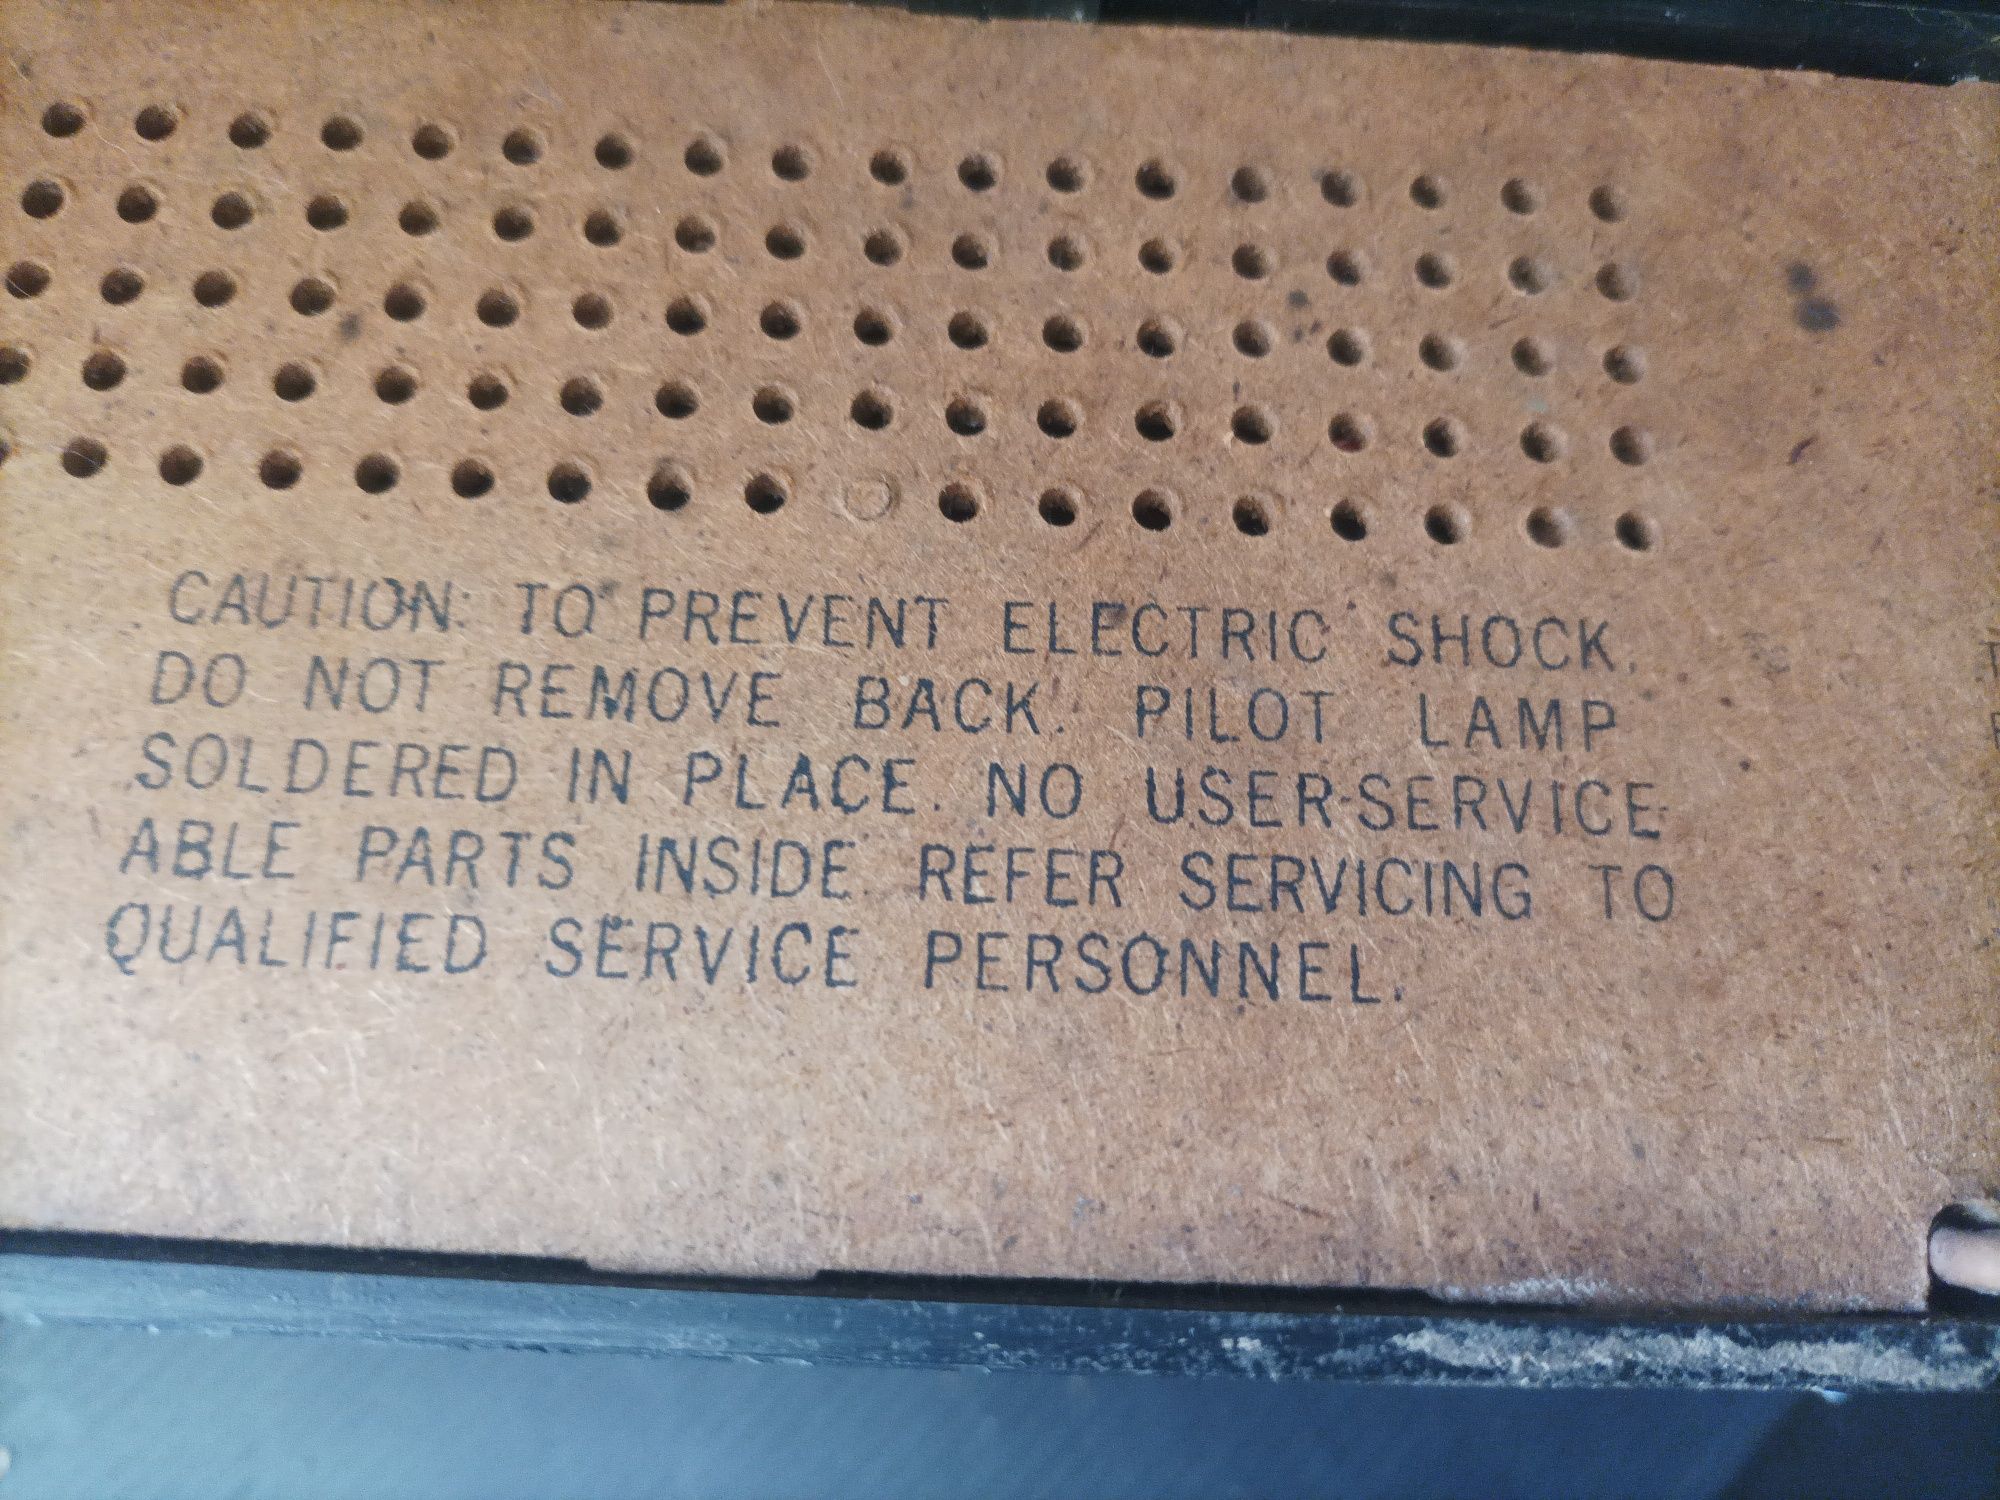 CAUTION: TO PREVENT ELECTRIC SHOCK,
DO NOT REMOVE BACK. PILOT LAMP
SOLDERED IN PLACE. NO USER-SERVICE-
ABLE PARTS INSIDE. REFER SERVICING TO
QUALIFIED SERVICE PERSONNEL.